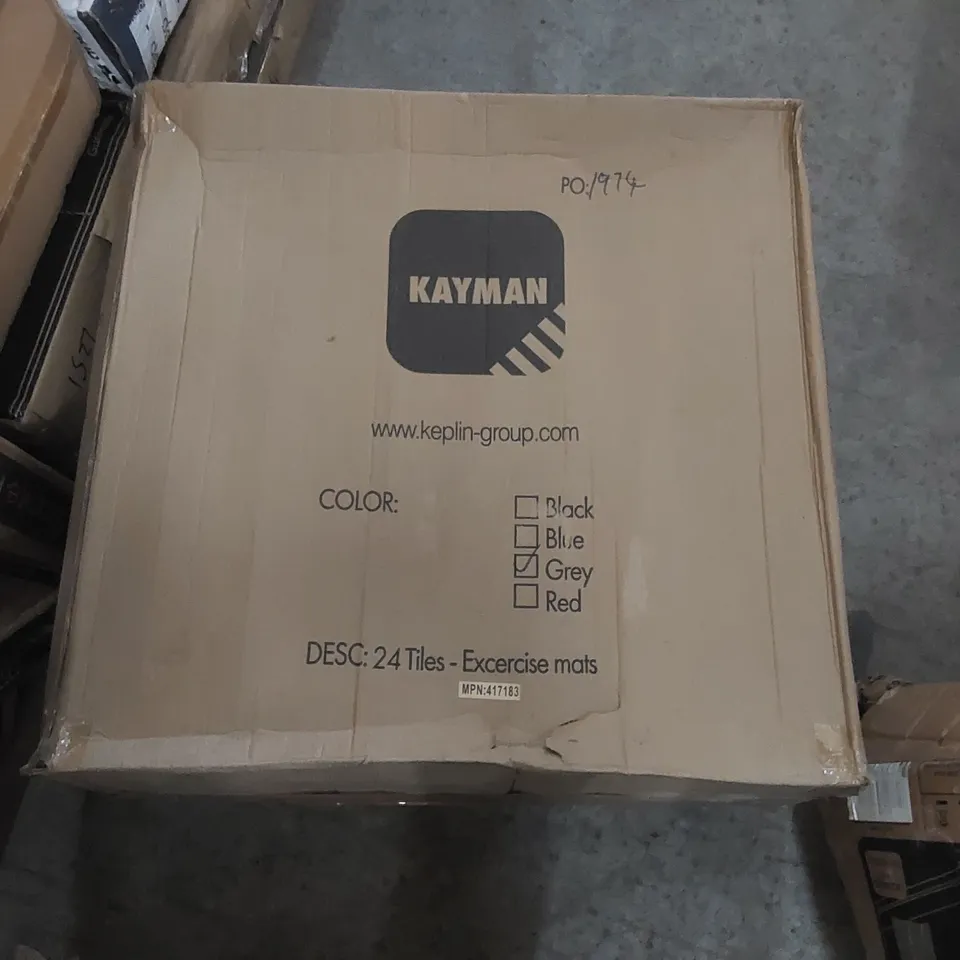 PO:1974
KAYMAN
www.keplin-group.com
COLOR:
Black
Blue
Grey
Red
DESC: 24 Tiles - Excercise mats
MPN:417183